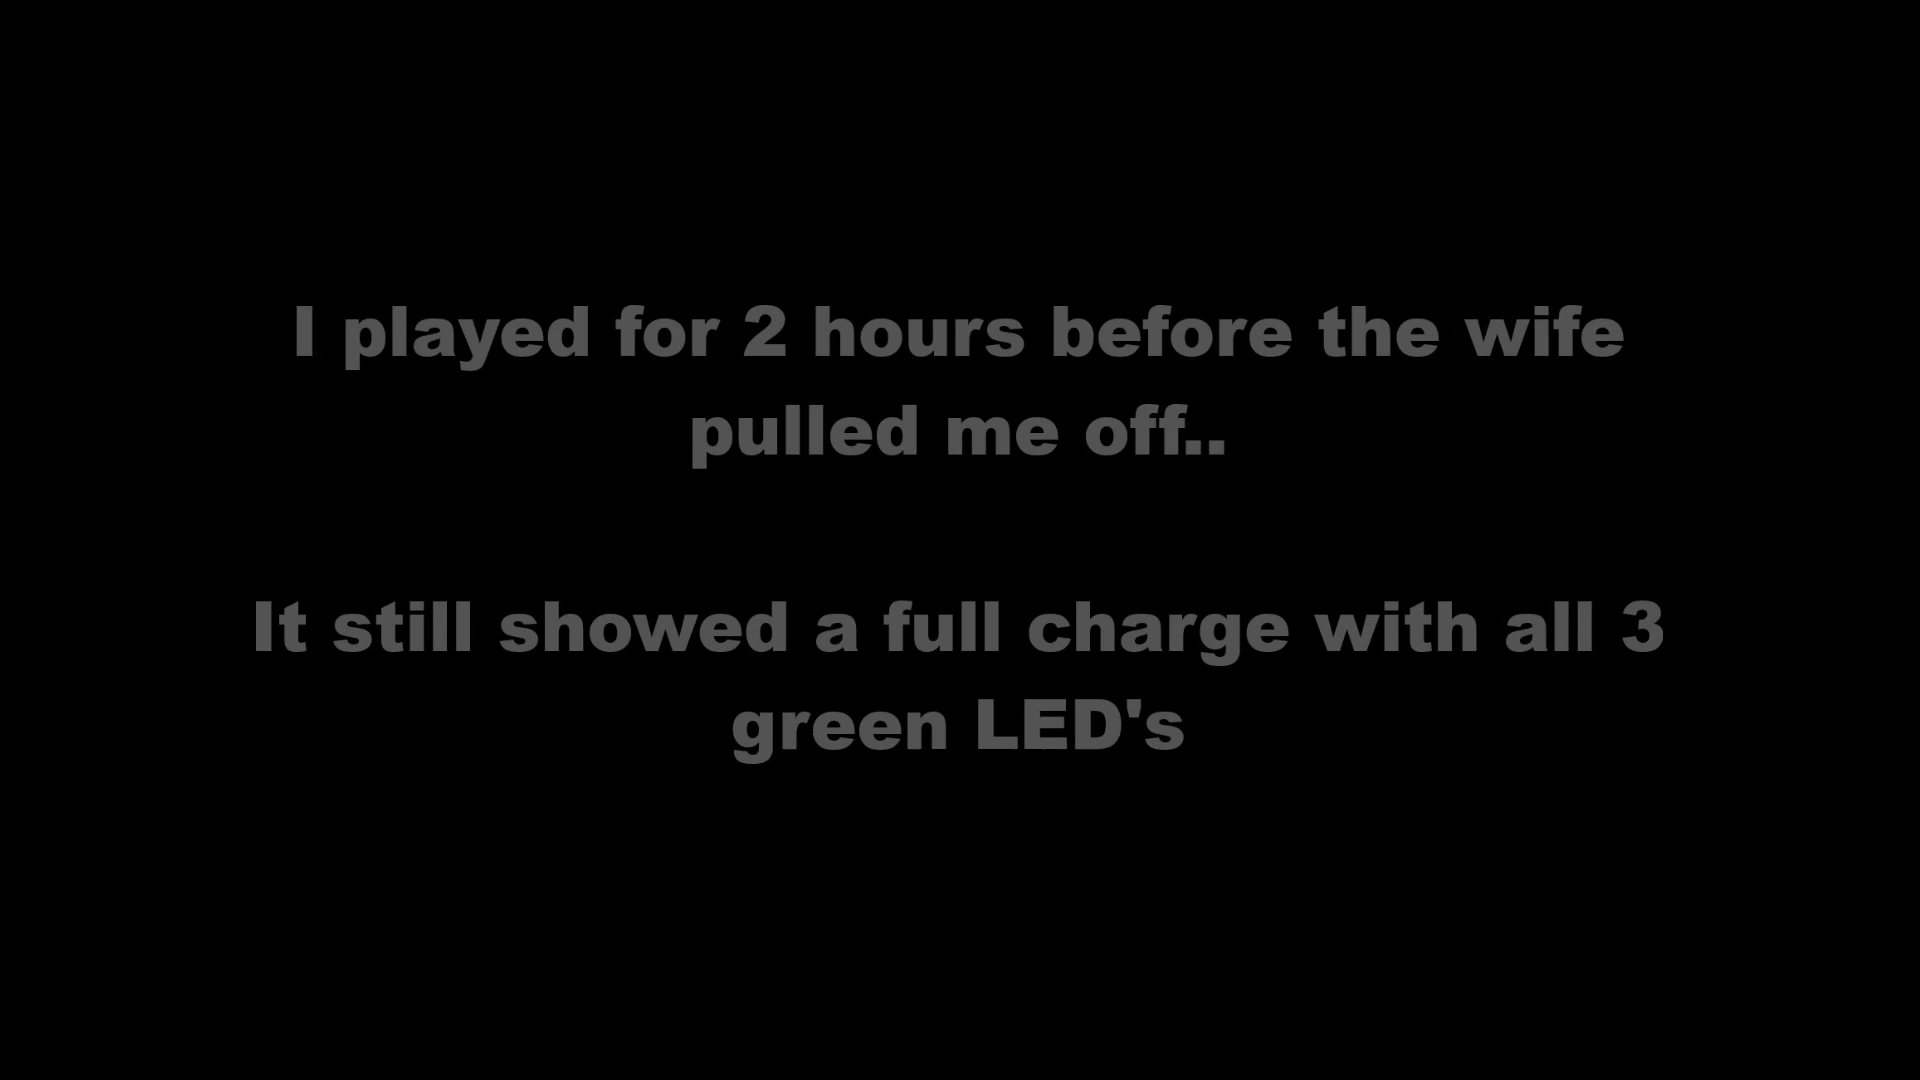 I played for 2 hours before the wife
pulled me off..
It still showed a full charge with all 3
green LED's